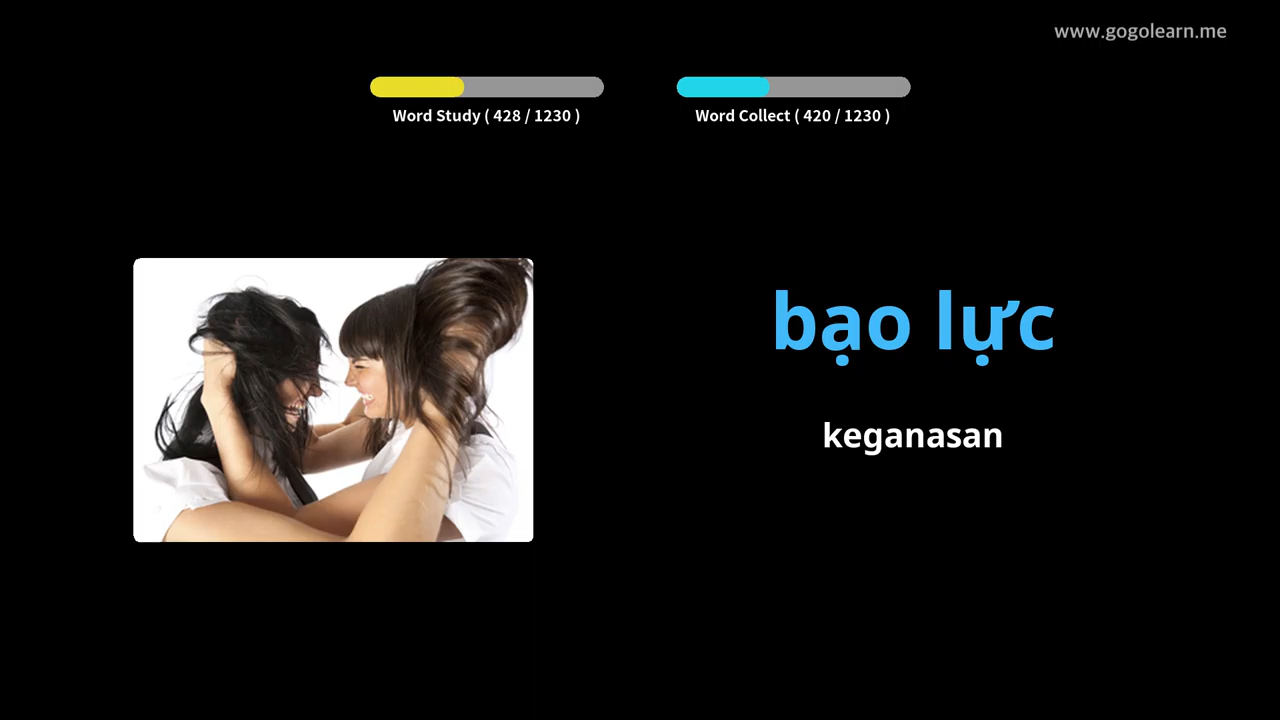 www.gogolearn.me
Word Study ( 428 / 1230 )
Word Collect ( 420 / 1230 )
bạo lực
keganasan